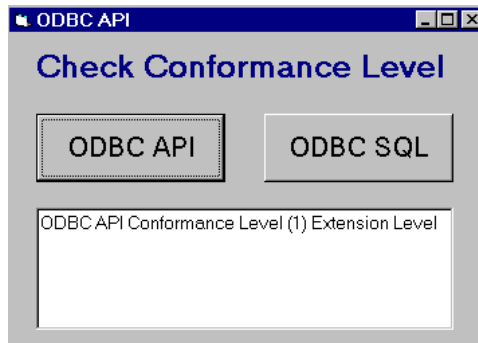 ODBC API
Check Conformance Level
ODBC API
ODBC SQL
ODBC API Conformance Level (1) Extension Level